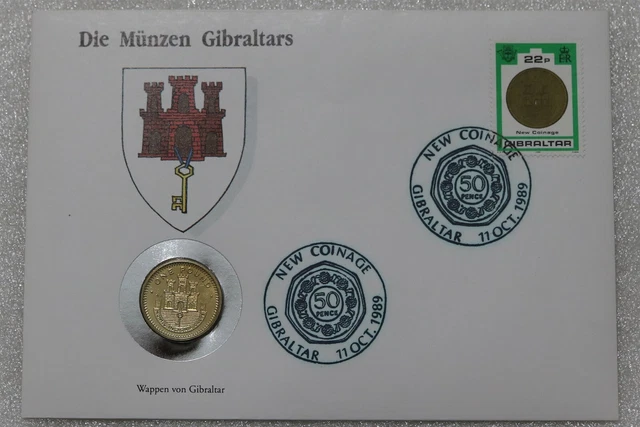 Die Münzen Gibraltars
22P
New Coinage
GIBRALTAR
NEW COINAGE
50
PENCE
GIBRALTAR 11 OCT. 1989
NEW COINAGE
50
PENCE
GIBRALTAR 11 OCT. 1989
ONE POUND
Wappen von Gibraltar